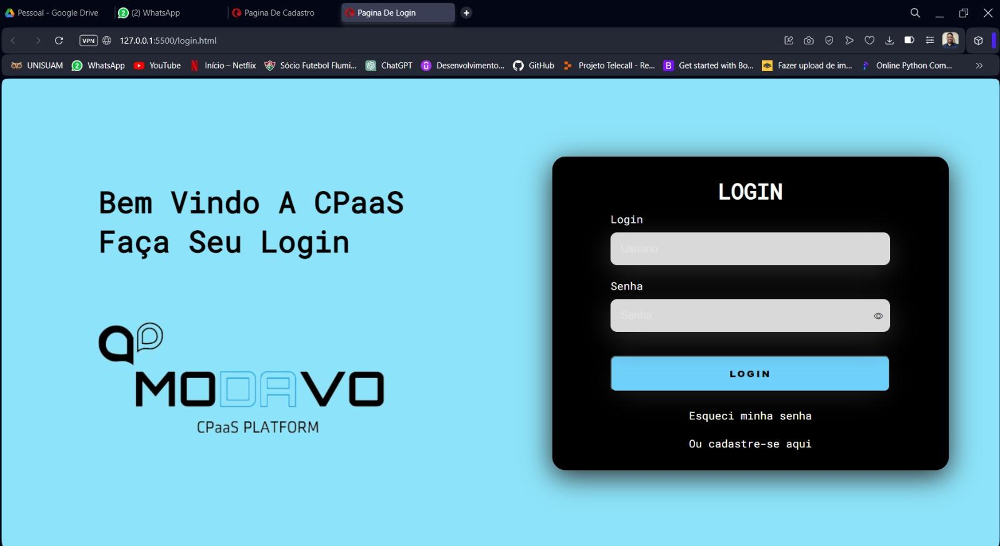 Pessoal - Google Drive
(2) WhatsApp
Pagina De Cadastro
Pagina De Login
VPN
127.0.0.1:5500/login.html
UNISUAM
2
WhatsApp
YouTube
Início – Netflix
Sócio Futebol Flumi...
ChatGPT
Desenvolvimento...
GitHub
Projeto Telecall - Re...
B
Get started with Bo...
Fazer upload de im...
Online Python Com...
Bem Vindo A CPaaS
Faça Seu Login
MODAVO
CPaaS PLATFORM
LOGIN
Login
Usuário
Senha
Senha
LOGIN
Esqueci minha senha
Ou cadastre-se aqui